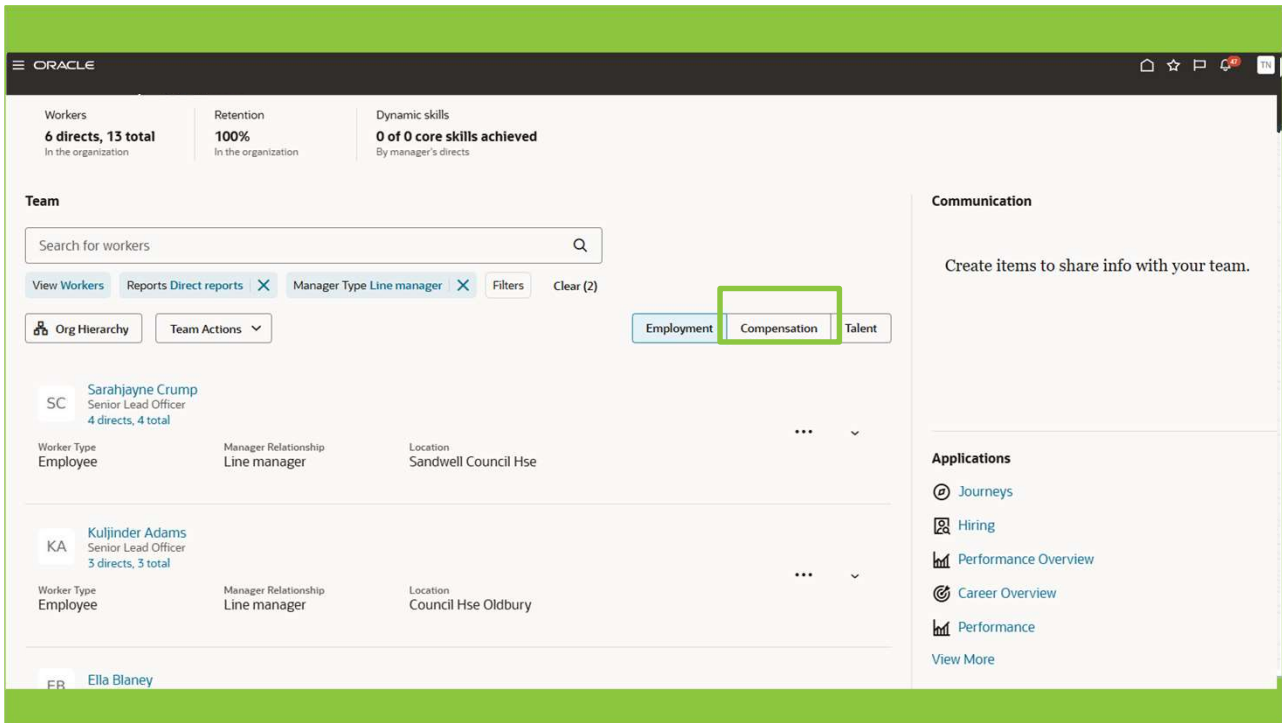 ORACLE
47
TN
Workers
6 directs, 13 total
In the organization
Retention
100%
In the organization
Dynamic skills
0 of 0 core skills achieved
By manager's directs
Team
Search for workers
View Workers
Reports Direct reports
Manager Type Line manager
Filters
Clear (2)
Org Hierarchy
Team Actions
Employment
Compensation
Talent
SC
Sarahjayne Crump
Senior Lead Officer
4 directs, 4 total
Worker Type
Employee
Manager Relationship
Line manager
Location
Sandwell Council Hse
KA
Kuljinder Adams
Senior Lead Officer
3 directs, 3 total
Worker Type
Employee
Manager Relationship
Line manager
Location
Council Hse Oldbury
EB
Ella Blaney
Communication
Create items to share info with your team.
Applications
Journeys
Hiring
Performance Overview
Career Overview
Performance
View More